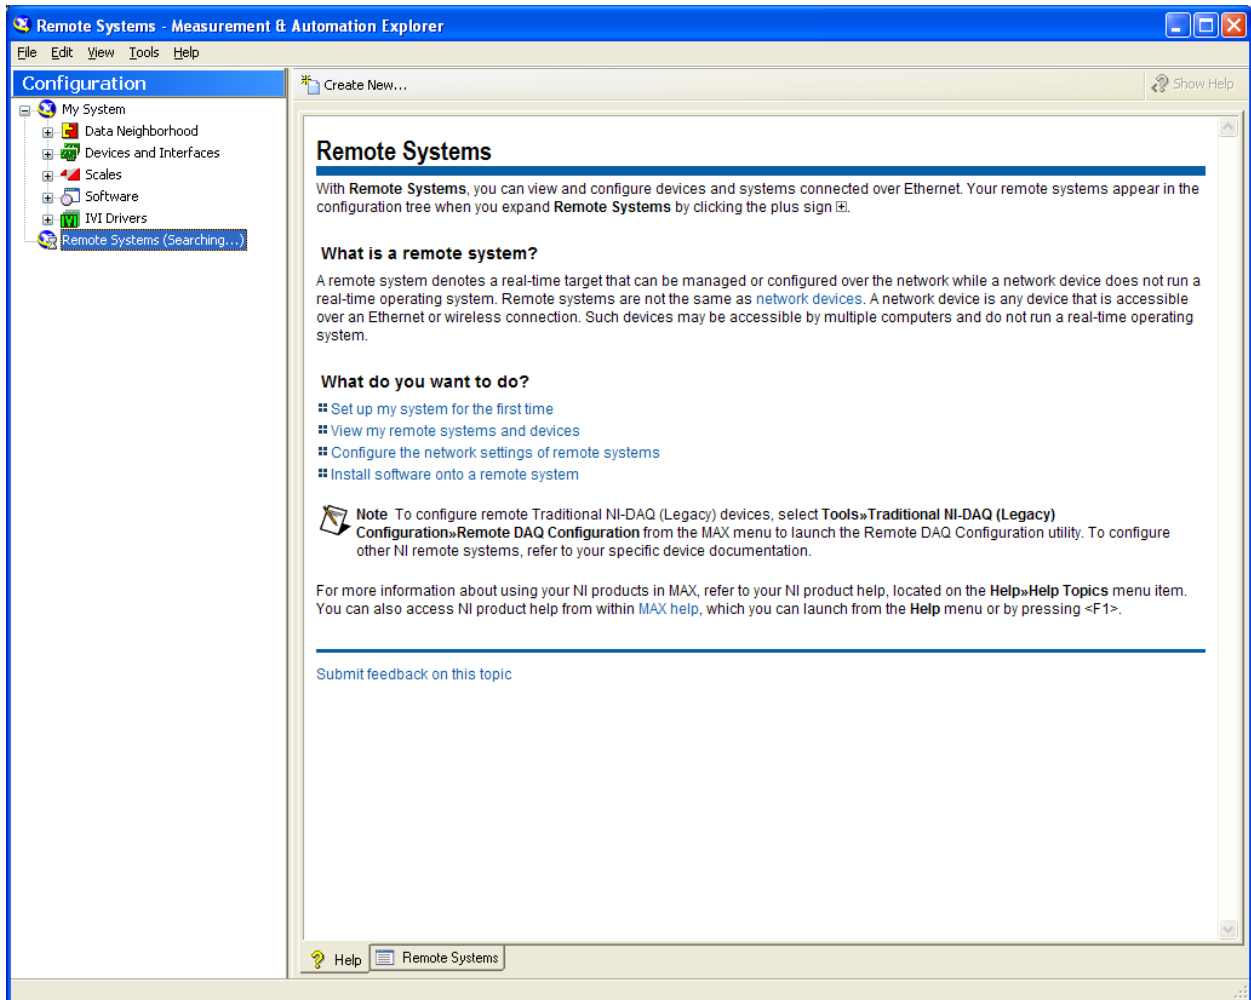 Remote Systems - Measurement & Automation Explorer
File Edit View Tools Help
Configuration
My System
Data Neighborhood
Devices and Interfaces
Scales
Software
IVI Drivers
Remote Systems (Searching...)
Create New...
Show Help
Remote Systems
With Remote Systems, you can view and configure devices and systems connected over Ethernet. Your remote systems appear in the
configuration tree when you expand Remote Systems by clicking the plus sign ⊞.
What is a remote system?
A remote system denotes a real-time target that can be managed or configured over the network while a network device does not run a
real-time operating system. Remote systems are not the same as network devices. A network device is any device that is accessible
over an Ethernet or wireless connection. Such devices may be accessible by multiple computers and do not run a real-time operating
system.
What do you want to do?
Set up my system for the first time
View my remote systems and devices
Configure the network settings of remote systems
Install software onto a remote system
Note To configure remote Traditional NI-DAQ (Legacy) devices, select Tools»Traditional NI-DAQ (Legacy)
Configuration»Remote DAQ Configuration from the MAX menu to launch the Remote DAQ Configuration utility. To configure
other NI remote systems, refer to your specific device documentation.
For more information about using your NI products in MAX, refer to your NI product help, located on the Help»Help Topics menu item.
You can also access NI product help from within MAX help, which you can launch from the Help menu or by pressing <F1>.
Submit feedback on this topic
Help
Remote Systems